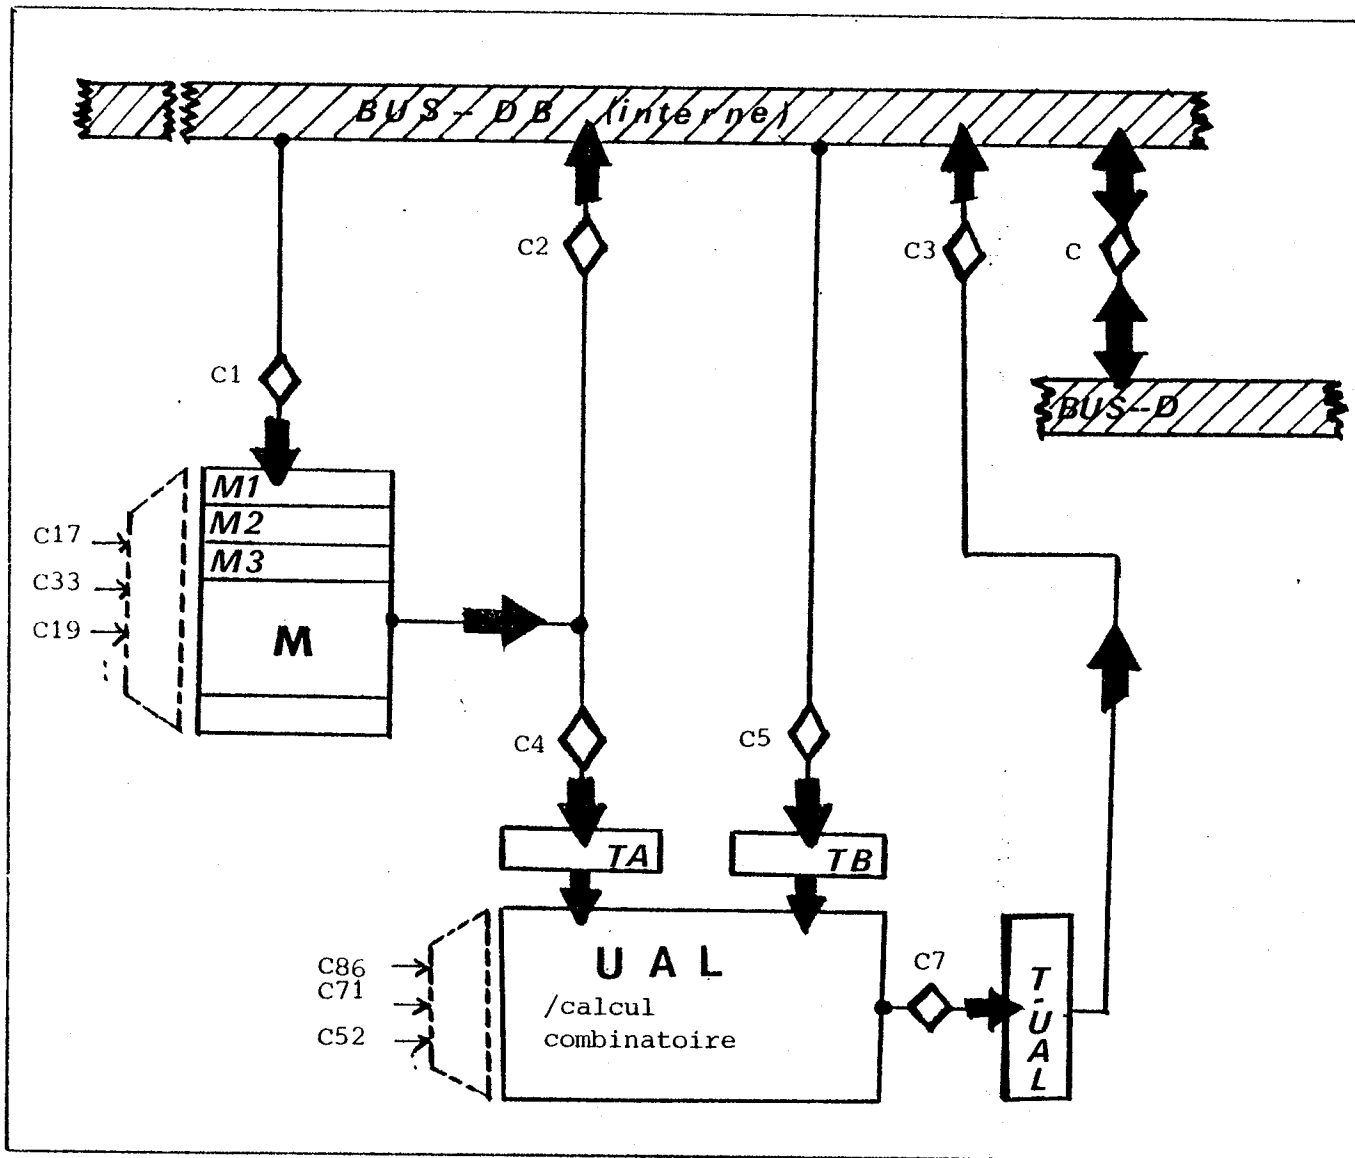 BUS-- DB (interne)
C2
C3
C
C1
BUS--D
M1
M2
M3
C17
C33
C19
M
C4
C5
TA
TB
UAL
/calcul
combinatoire
C86
C71
C52
C7
T-UAL